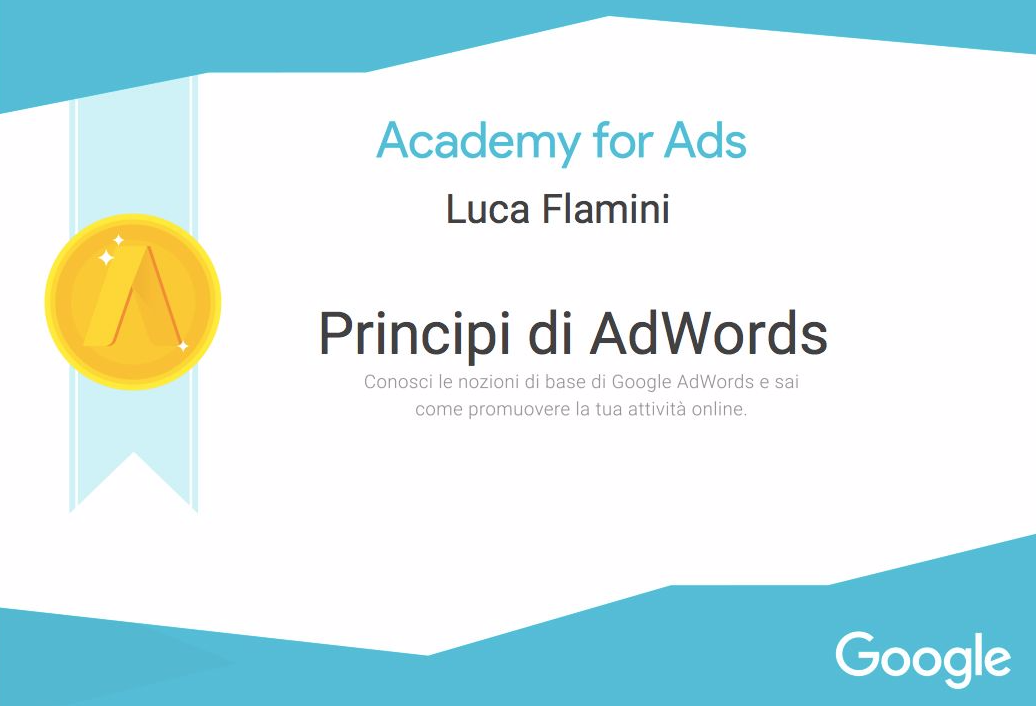 Academy for Ads
Luca Flamini
Principi di AdWords
Conosci le nozioni di base di Google AdWords e sai
come promuovere la tua attività online.
Google